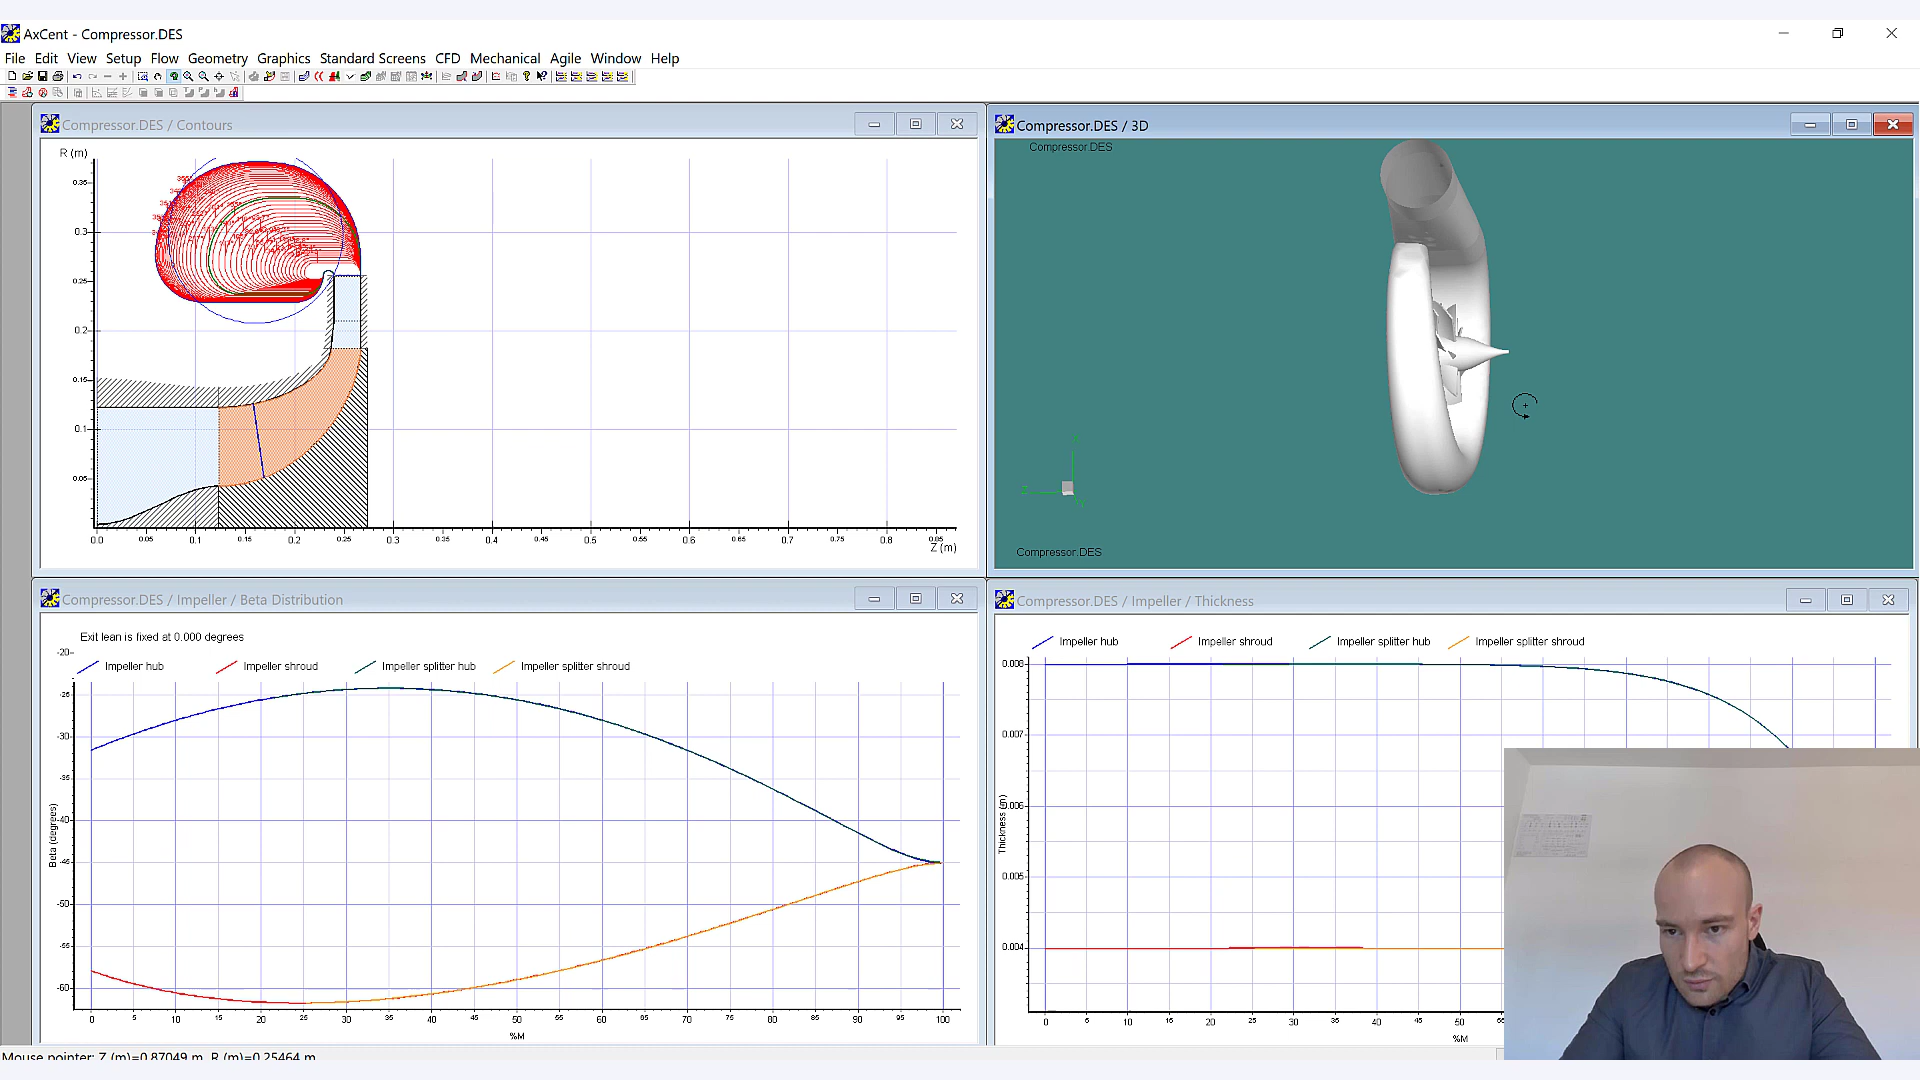 AxCent - Compressor.DES
File Edit View Setup Flow Geometry Graphics Standard Screens CFD Mechanical Agile Window Help
Compressor.DES / Contours
R (m)
0.35
0.3
0.25
0.2
0.15
0.1
0.05
0.0 0.05 0.1 0.15 0.2 0.25 0.3 0.35 0.4 0.45 0.5 0.55 0.6 0.65 0.7 0.75 0.8 0.85
Z (m)
Compressor.DES / 3D
Compressor.DES
Z
Compressor.DES
Compressor.DES / Impeller / Beta Distribution
Exit lean is fixed at 0.000 degrees
-20
Impeller hub Impeller shroud Impeller splitter hub Impeller splitter shroud
-25
-30
-35
-40
-45
-50
-55
-60
Beta (degrees)
0 5 10 15 20 25 30 35 40 45 50 55 60 65 70 75 80 85 90 95 100
%M
Compressor.DES / Impeller / Thickness
Impeller hub Impeller shroud Impeller splitter hub Impeller splitter shroud
0.008
0.007
0.006
0.005
0.004
Thickness (m)
0 5 10 15 20 25 30 35 40 45 50
%M
Mouse pointer: Z (m)=0.87049 m, R (m)=0.25464 m